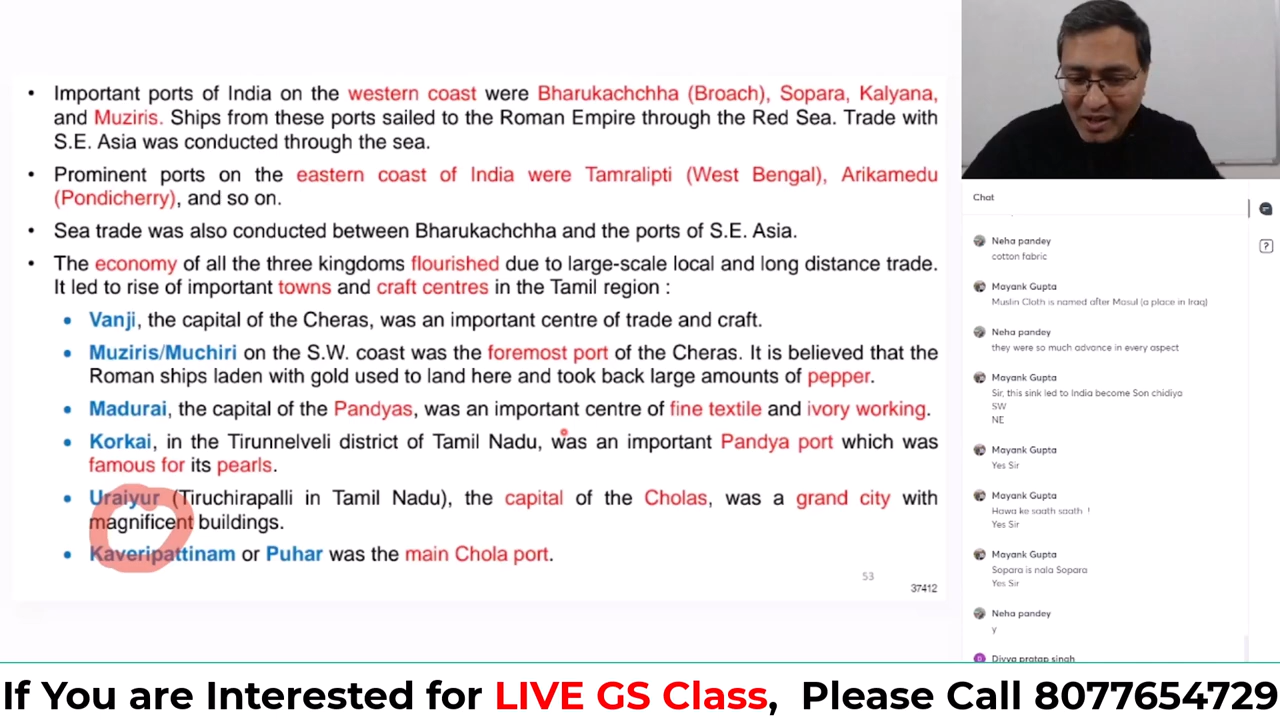 • Important ports of India on the western coast were Bharukachchha (Broach), Sopara, Kalyana,
and Muziris. Ships from these ports sailed to the Roman Empire through the Red Sea. Trade with
S.E. Asia was conducted through the sea.
• Prominent ports on the eastern coast of India were Tamralipti (West Bengal), Arikamedu
(Pondicherry), and so on.
• Sea trade was also conducted between Bharukachchha and the ports of S.E. Asia.
• The economy of all the three kingdoms flourished due to large-scale local and long distance trade.
It led to rise of important towns and craft centres in the Tamil region :
• Vanji, the capital of the Cheras, was an important centre of trade and craft.
• Muziris/Muchiri on the S.W. coast was the foremost port of the Cheras. It is believed that the
Roman ships laden with gold used to land here and took back large amounts of pepper.
• Madurai, the capital of the Pandyas, was an important centre of fine textile and ivory working.
• Korkai, in the Tirunnelveli district of Tamil Nadu, was an important Pandya port which was
famous for its pearls.
• Uraiyur (Tiruchirapalli in Tamil Nadu), the capital of the Cholas, was a grand city with
magnificent buildings.
• Kaveripattinam or Puhar was the main Chola port.
53
37412
Chat
Neha pandey
cotton fabric
Mayank Gupta
Muslin Cloth is named after Mosul (a place in Iraq)
Neha pandey
they were so much advance in every aspect
Mayank Gupta
Sir, this sink led to India become Son chidiya
SW
NE
Mayank Gupta
Yes Sir
Mayank Gupta
Hawa ke saath saath !
Yes Sir
Mayank Gupta
Sopara is nala Sopara
Yes Sir
Neha pandey
y
Divya pratap singh
If You are Interested for LIVE GS Class, Please Call 8077654729